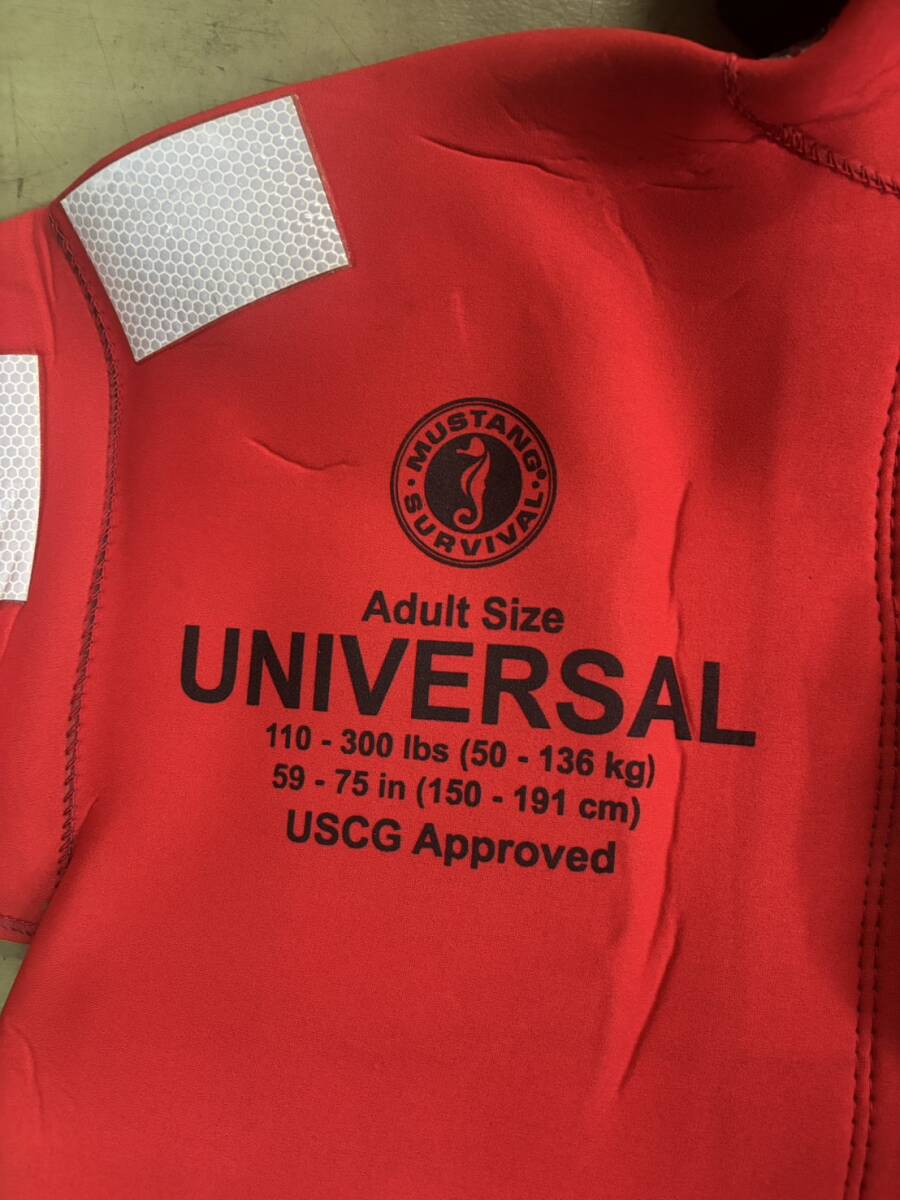 MUSTANG®
· SURVIVAL ·
Adult Size
UNIVERSAL
110 - 300 lbs (50 - 136 kg)
59 - 75 in (150 - 191 cm)
USCG Approved